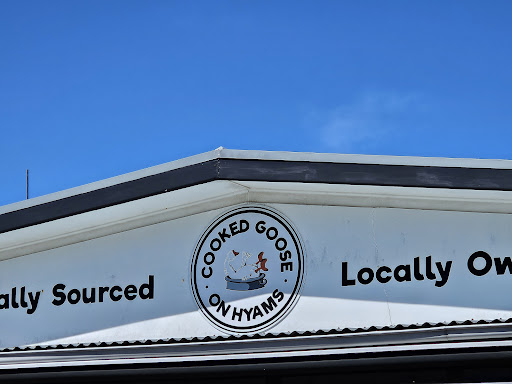 ally Sourced
COOKED GOOSE
ON HYAMS
Locally Ow